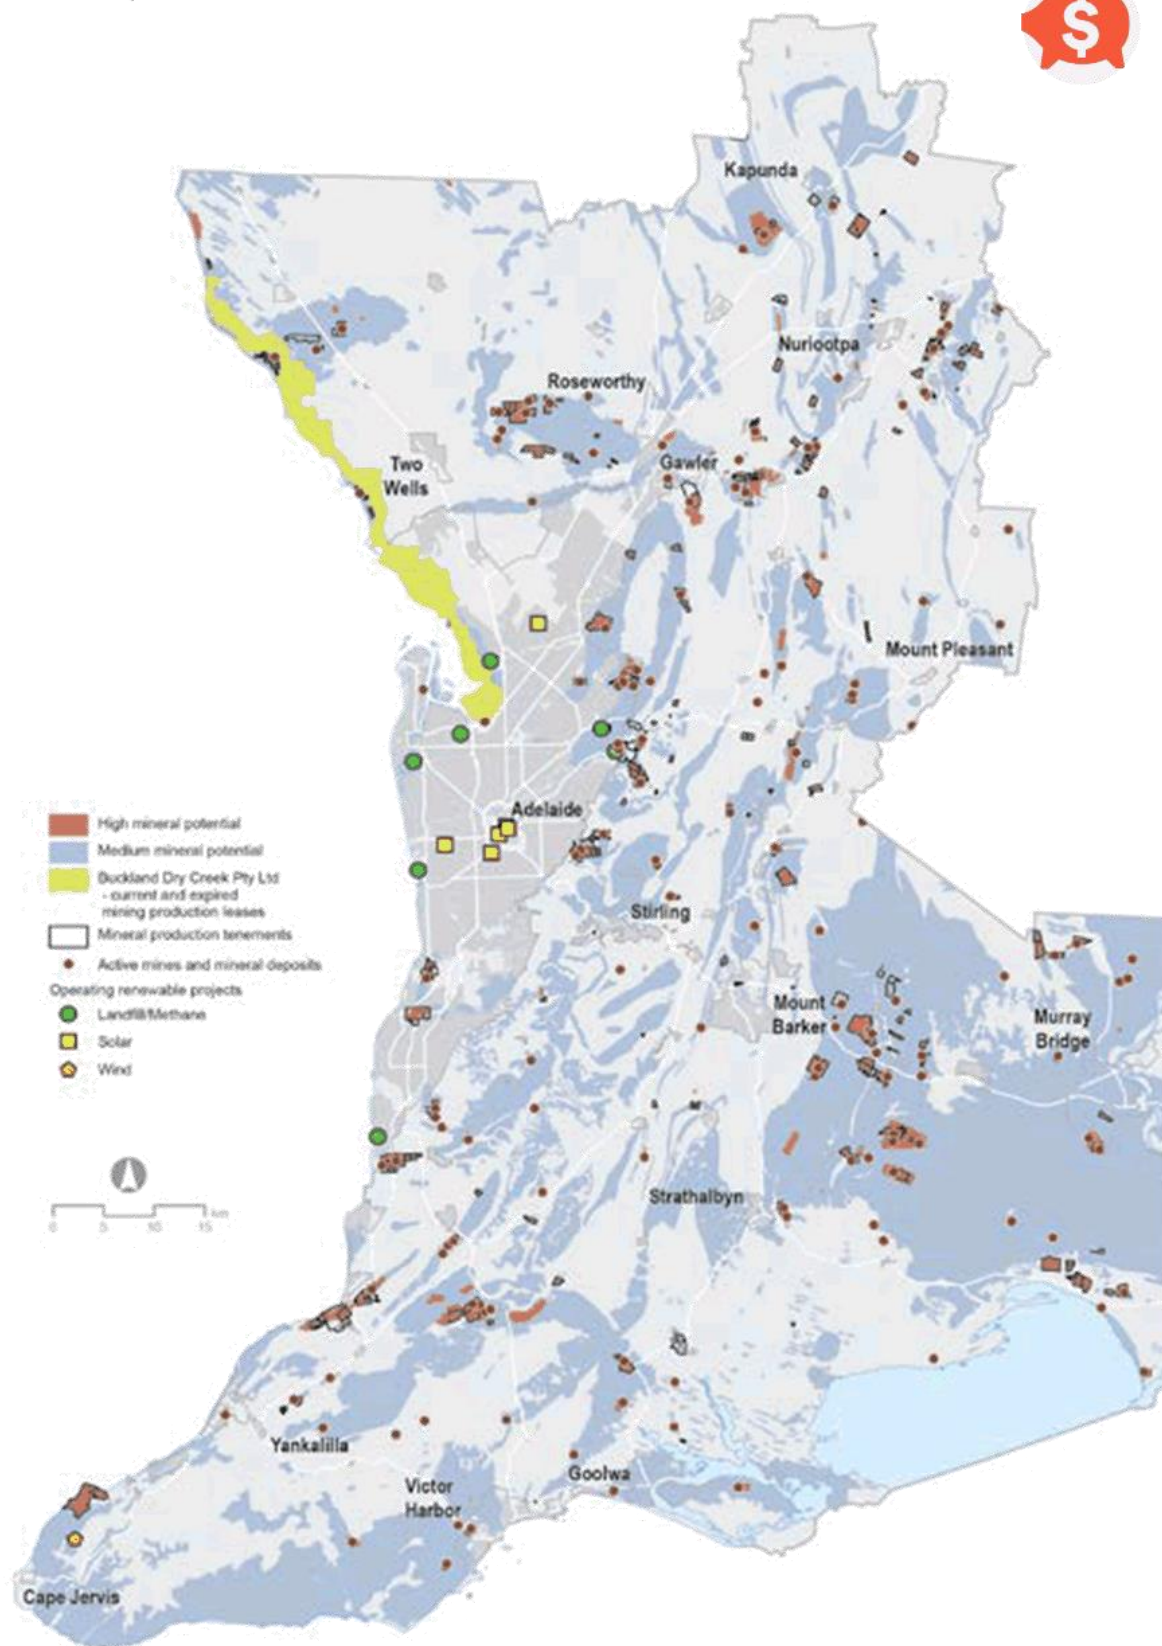 $
Kapunda
Nuriootpa
Roseworthy
Gawler
Two
Wells
Mount Pleasant
Adelaide
High mineral potential
Medium mineral potential
Buckland Dry Creek Pty Ltd
- current and expired
mining production leases
Mineral production tenements
Active mines and mineral deposits
Operating renewable projects
Landfill/Methane
Solar
Wind
Stirling
Mount
Barker
Murray
Bridge
0 5 10 15 km
Strathalbyn
Yankalilla
Victor
Harbor
Goolwa
Cape Jervis